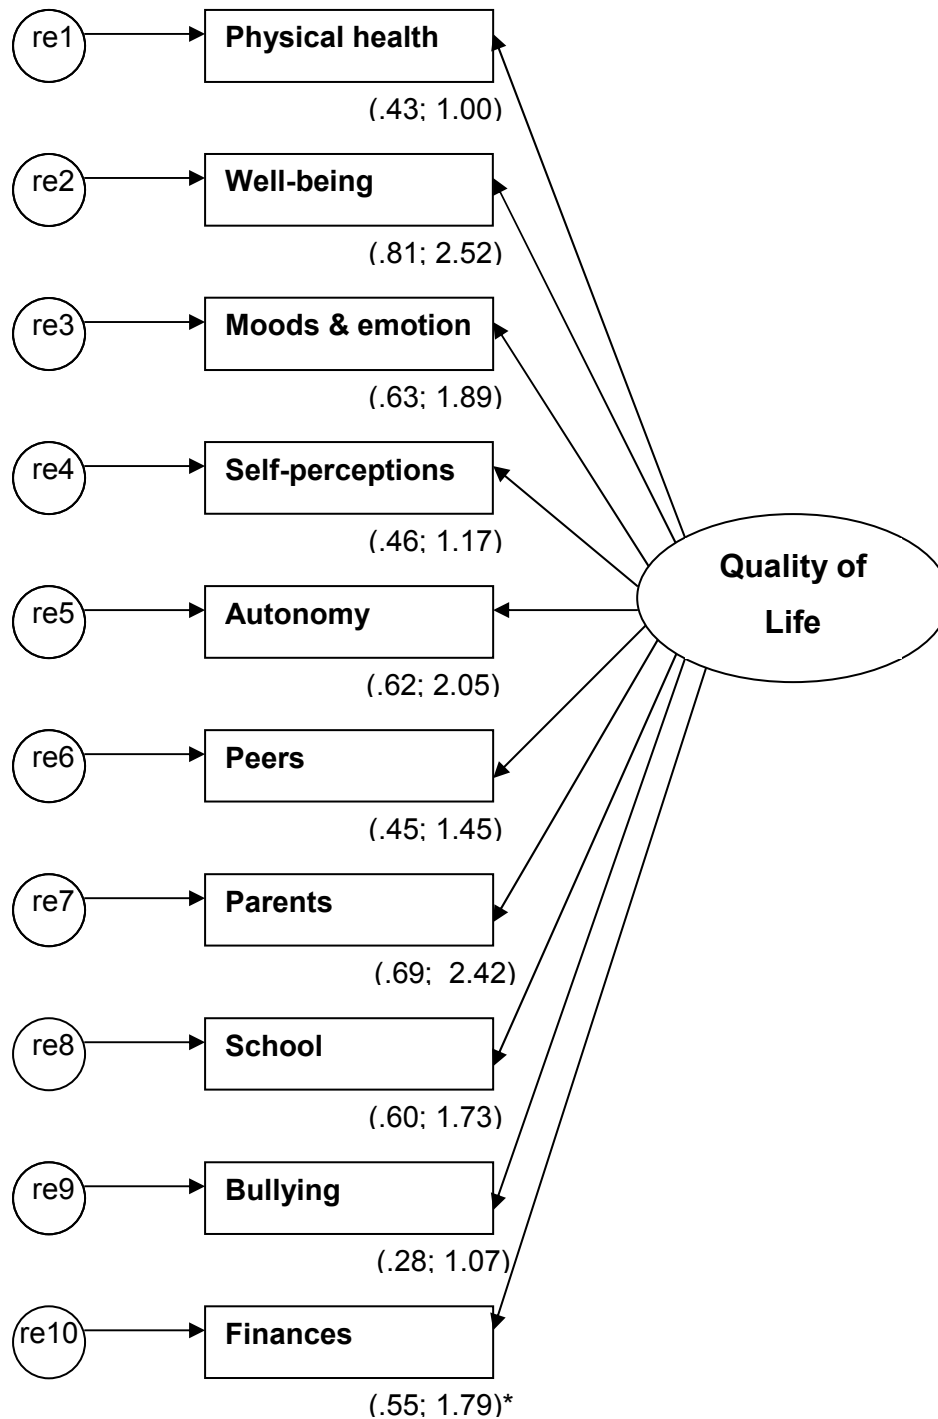 re1
Physical health
(.43; 1.00)
re2
Well-being
(.81; 2.52)
re3
Moods & emotion
(.63; 1.89)
re4
Self-perceptions
(.46; 1.17)
Quality of
Life
re5
Autonomy
(.62; 2.05)
re6
Peers
(.45; 1.45)
re7
Parents
(.69;  2.42)
re8
School
(.60; 1.73)
re9
Bullying
(.28; 1.07)
re10
Finances
(.55; 1.79)*